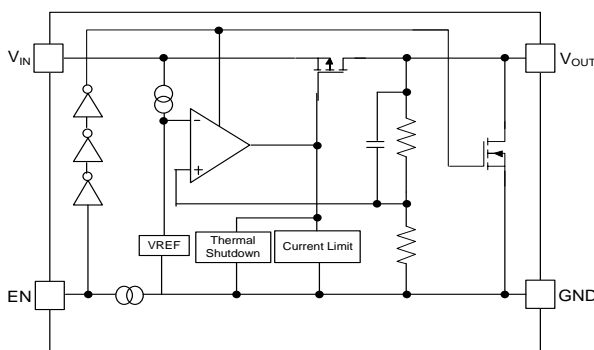 VIN
VOUT
−
+
VREF
Thermal
Shutdown
Current Limit
EN
GND